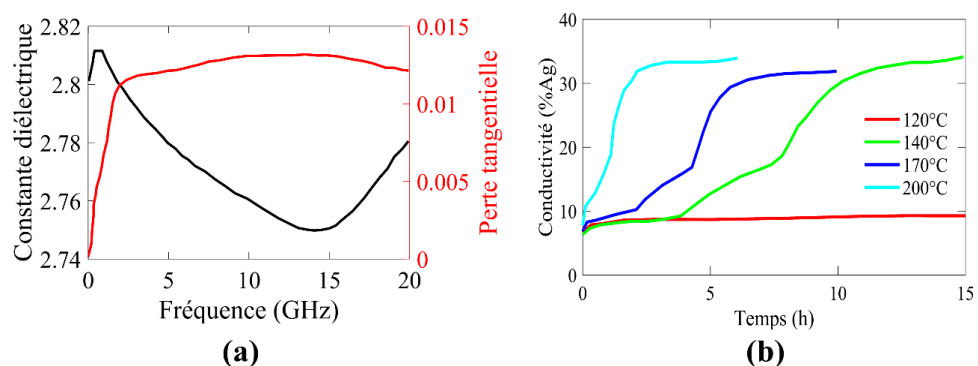 Constante diélectrique
2.82
2.8
2.78
2.76
2.74
0.015
0.01
0.005
0
Perte tangentielle
0 5 10 15 20
Fréquence (GHz)
(a)
Conductivité (%Ag)
40
30
20
10
0
120°C
140°C
170°C
200°C
0 5 10 15
Temps (h)
(b)